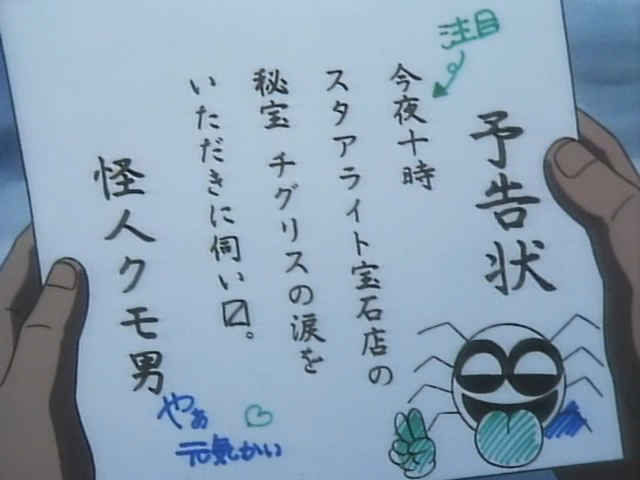 注目
予告状
今夜十時
スタアライト宝石店の
秘宝 チグリスの涙を
いただきに伺い〼。
怪人クモ男
やぁ
元気かい